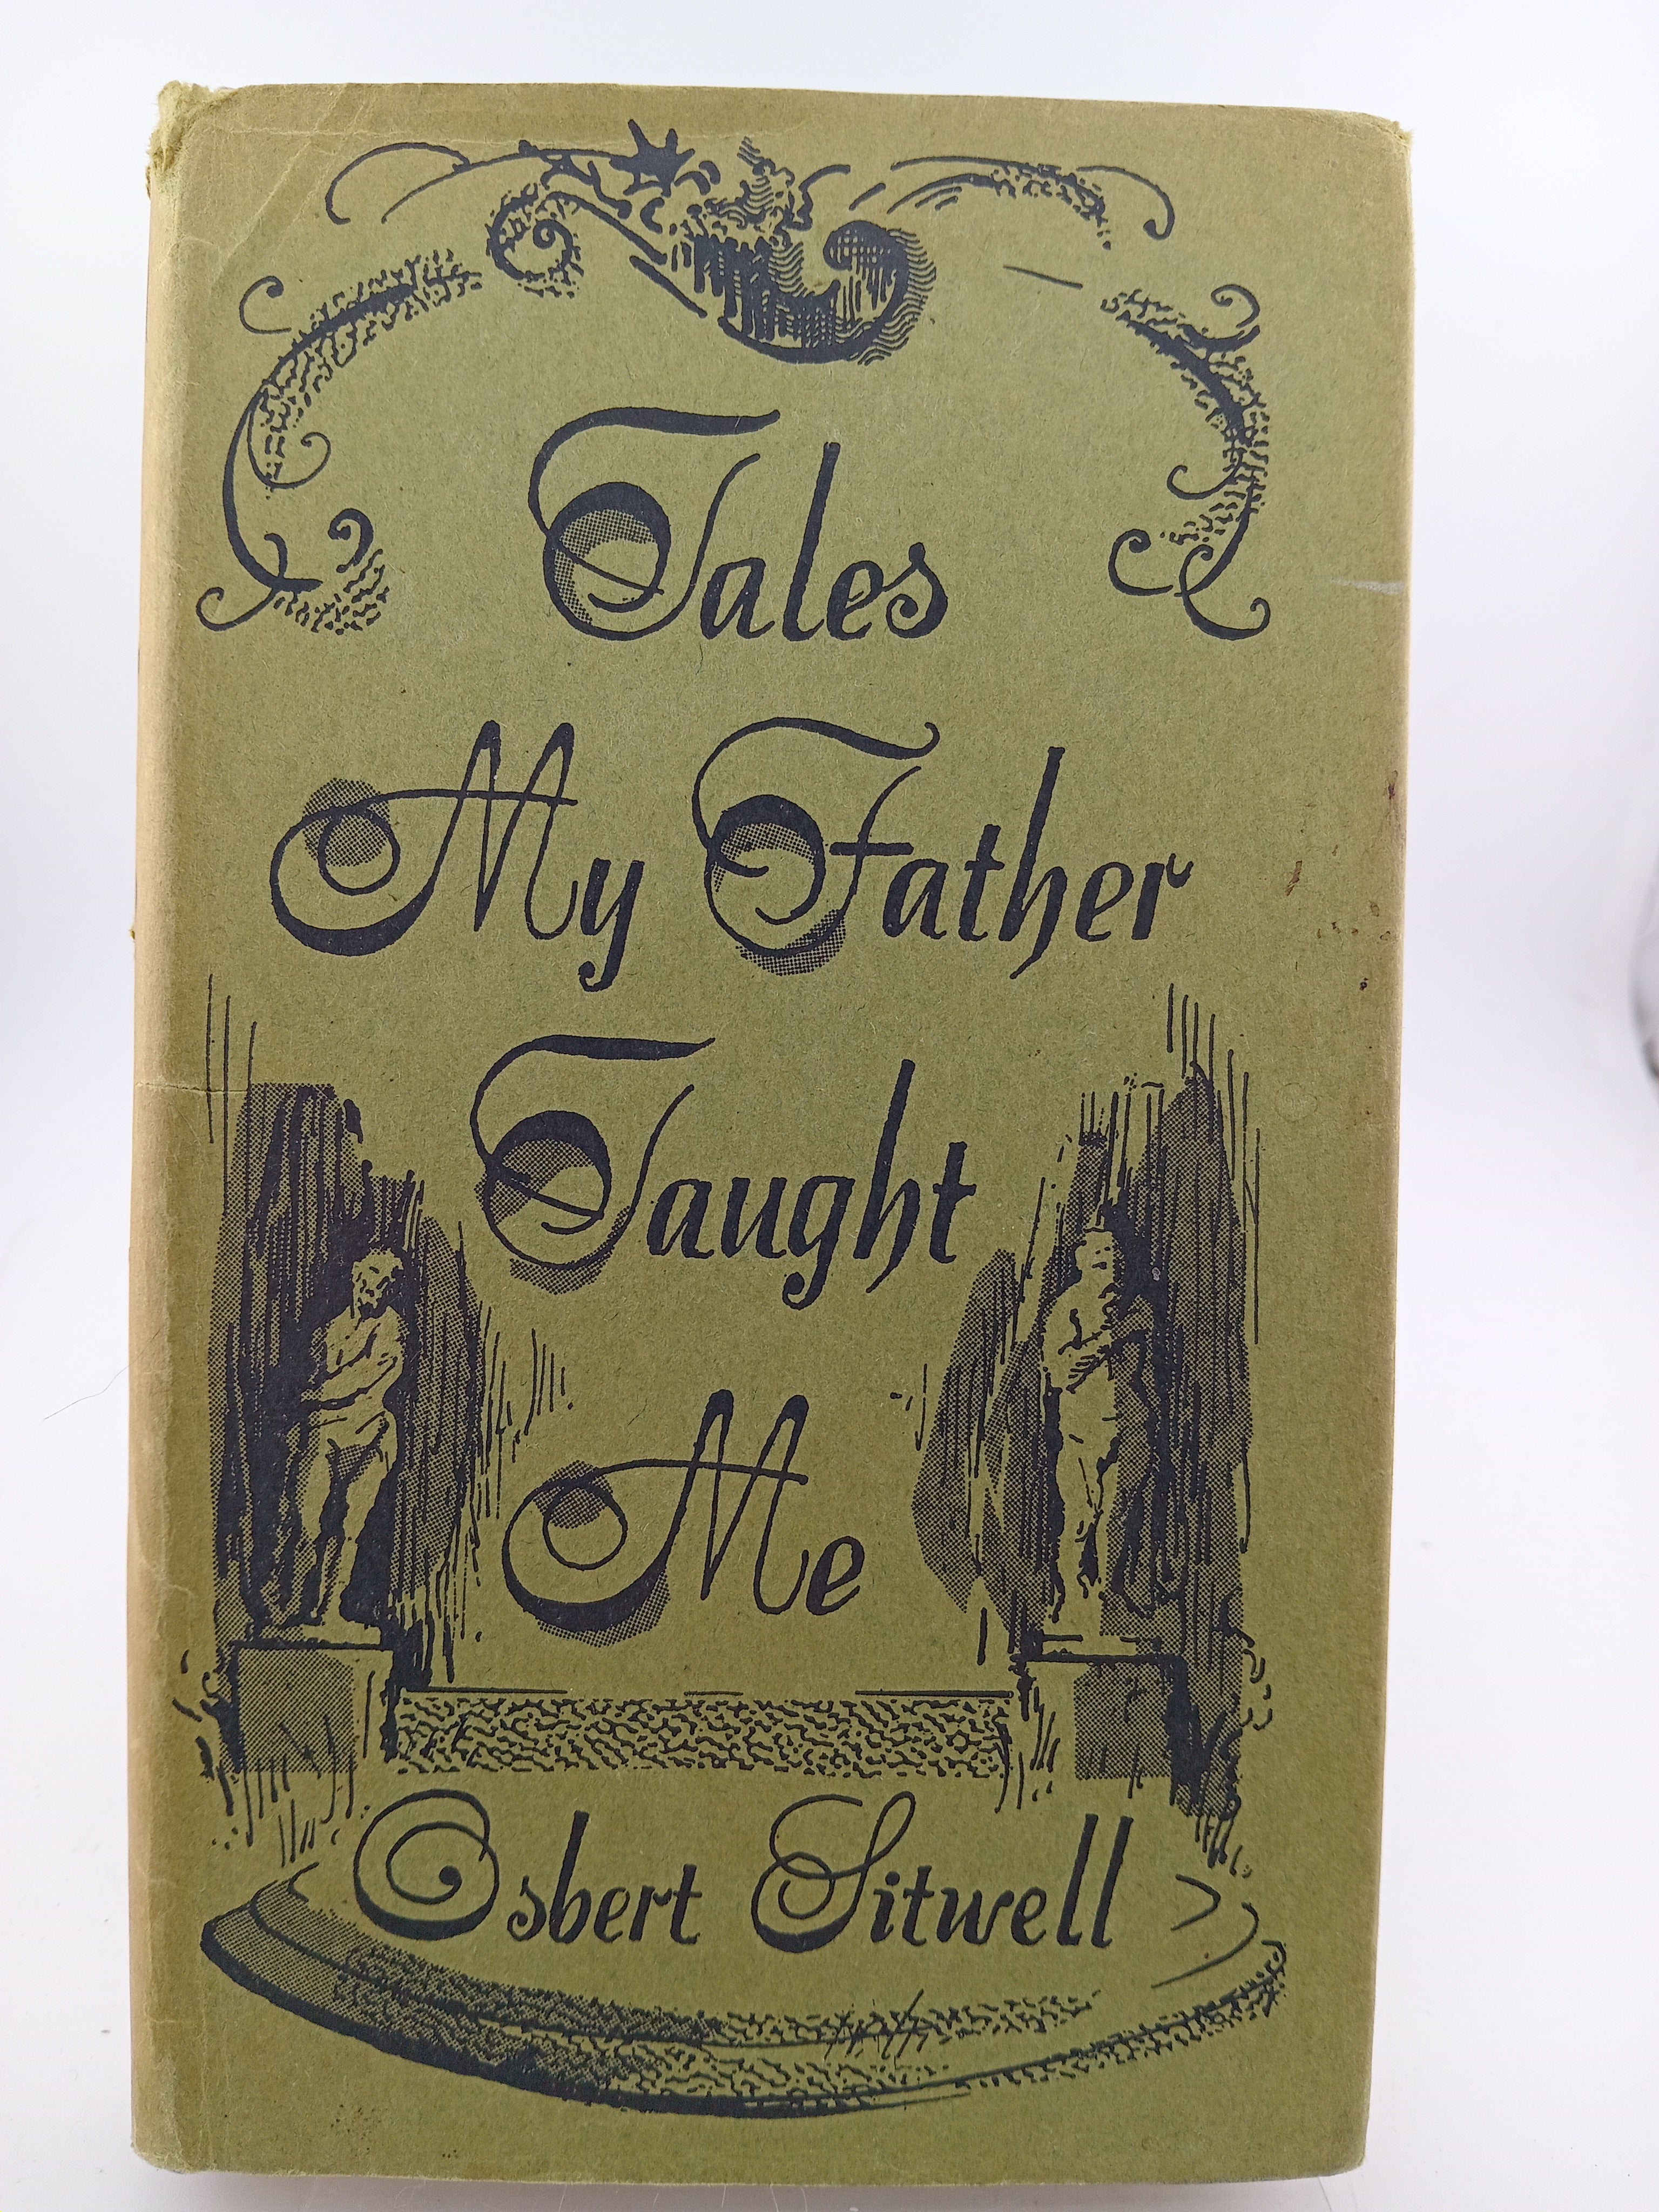 Tales
My Father
Taught
Me
Osbert Sitwell